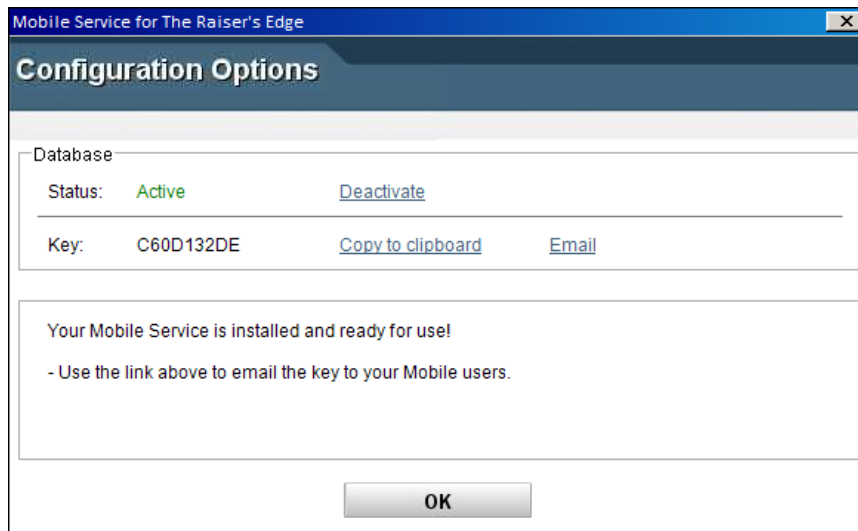 Mobile Service for The Raiser's Edge
Configuration Options
Database
Status: Active Deactivate
Key: C60D132DE Copy to clipboard Email
Your Mobile Service is installed and ready for use!
- Use the link above to email the key to your Mobile users.
OK